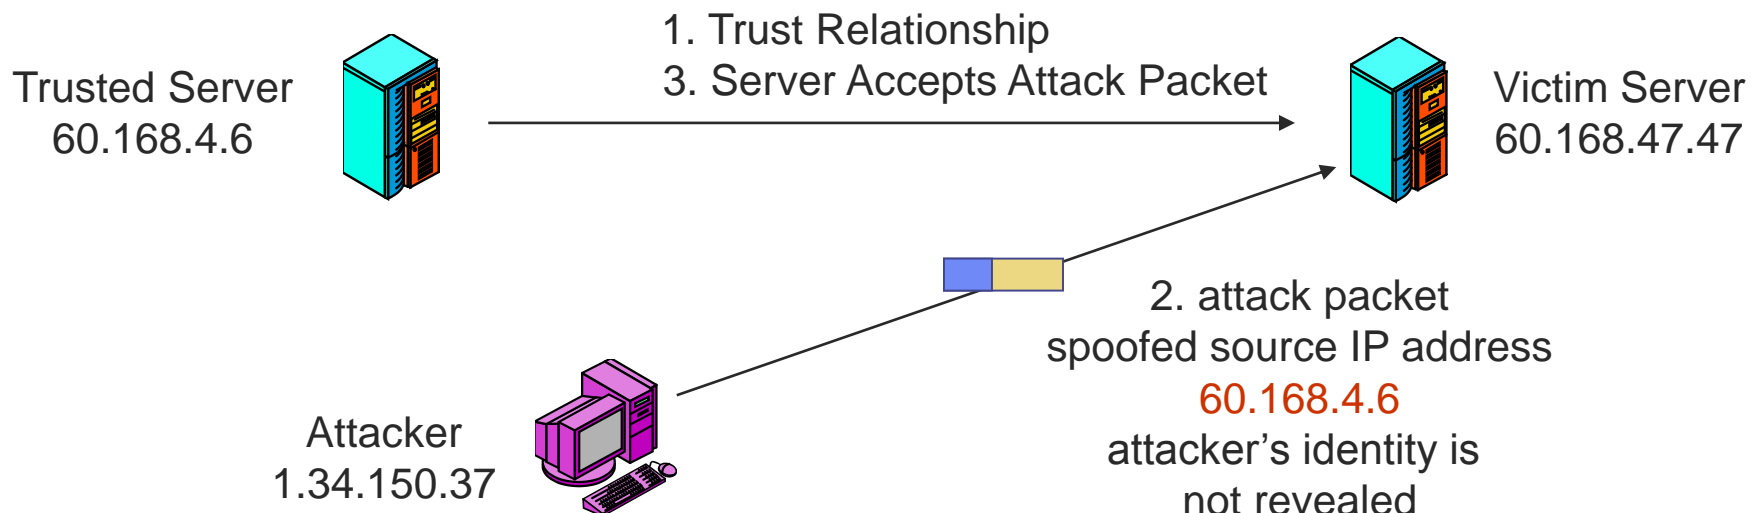 1. Trust Relationship
3. Server Accepts Attack Packet
Trusted Server
60.168.4.6
Victim Server
60.168.47.47
2. attack packet
spoofed source IP address
60.168.4.6
attacker’s identity is
not revealed
Attacker
1.34.150.37